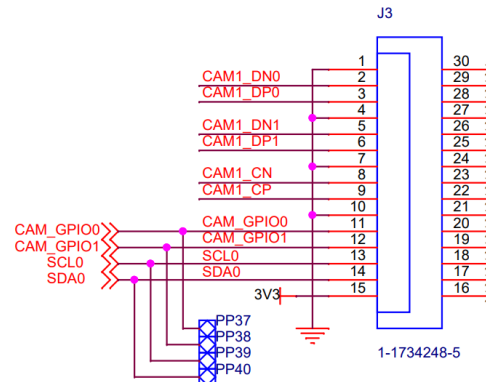 J3
1 30
CAM1_DN0 2 29
CAM1_DP0 3 28
4 27
CAM1_DN1 5 26
CAM1_DP1 6 25
7 24
CAM1_CN 8 23
CAM1_CP 9 22
10 21
CAM_GPIO0 CAM_GPIO0 11 20
CAM_GPIO1 CAM_GPIO1 12 19
SCL0 SCL0 13 18
SDA0 SDA0 14 17
3V3 15 16
PP37
PP38
PP39
PP40
1-1734248-5